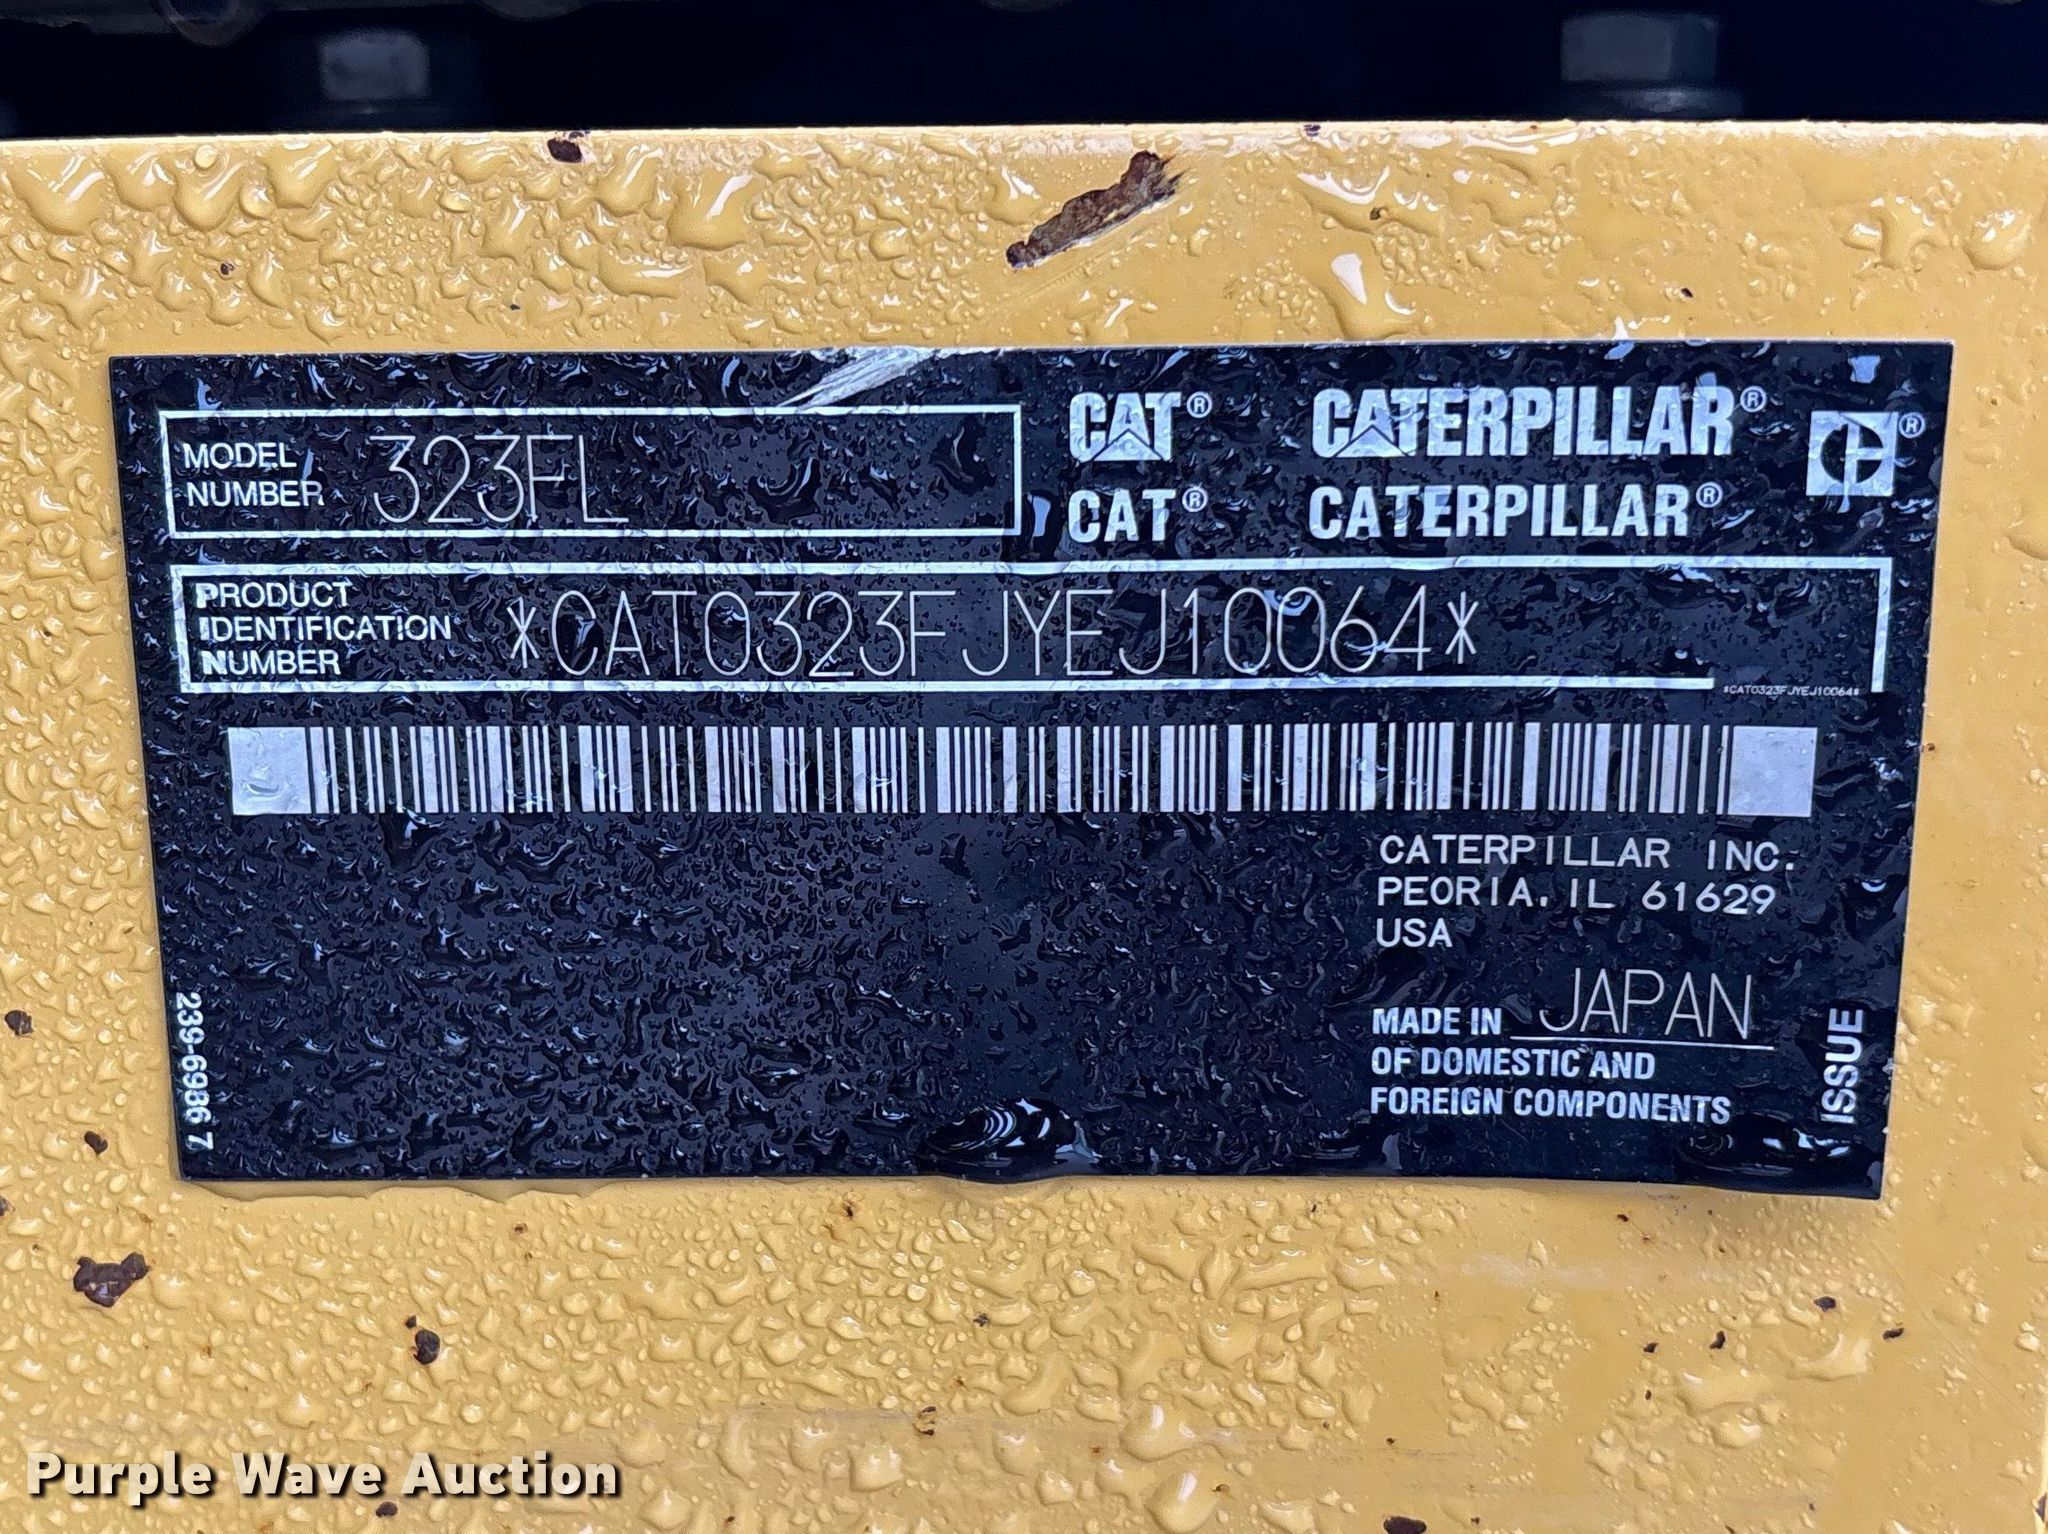 MODEL NUMBER 323FL
CAT® CATERPILLAR®
CAT® CATERPILLAR®
PRODUCT IDENTIFICATION NUMBER *CAT0323FJYEJ10064*
*CAT0323FJYEJ10064*
CATERPILLAR INC.
PEORIA, IL 61629
USA
MADE IN JAPAN
OF DOMESTIC AND
FOREIGN COMPONENTS
ISSUE
239-6986 7
Purple Wave Auction